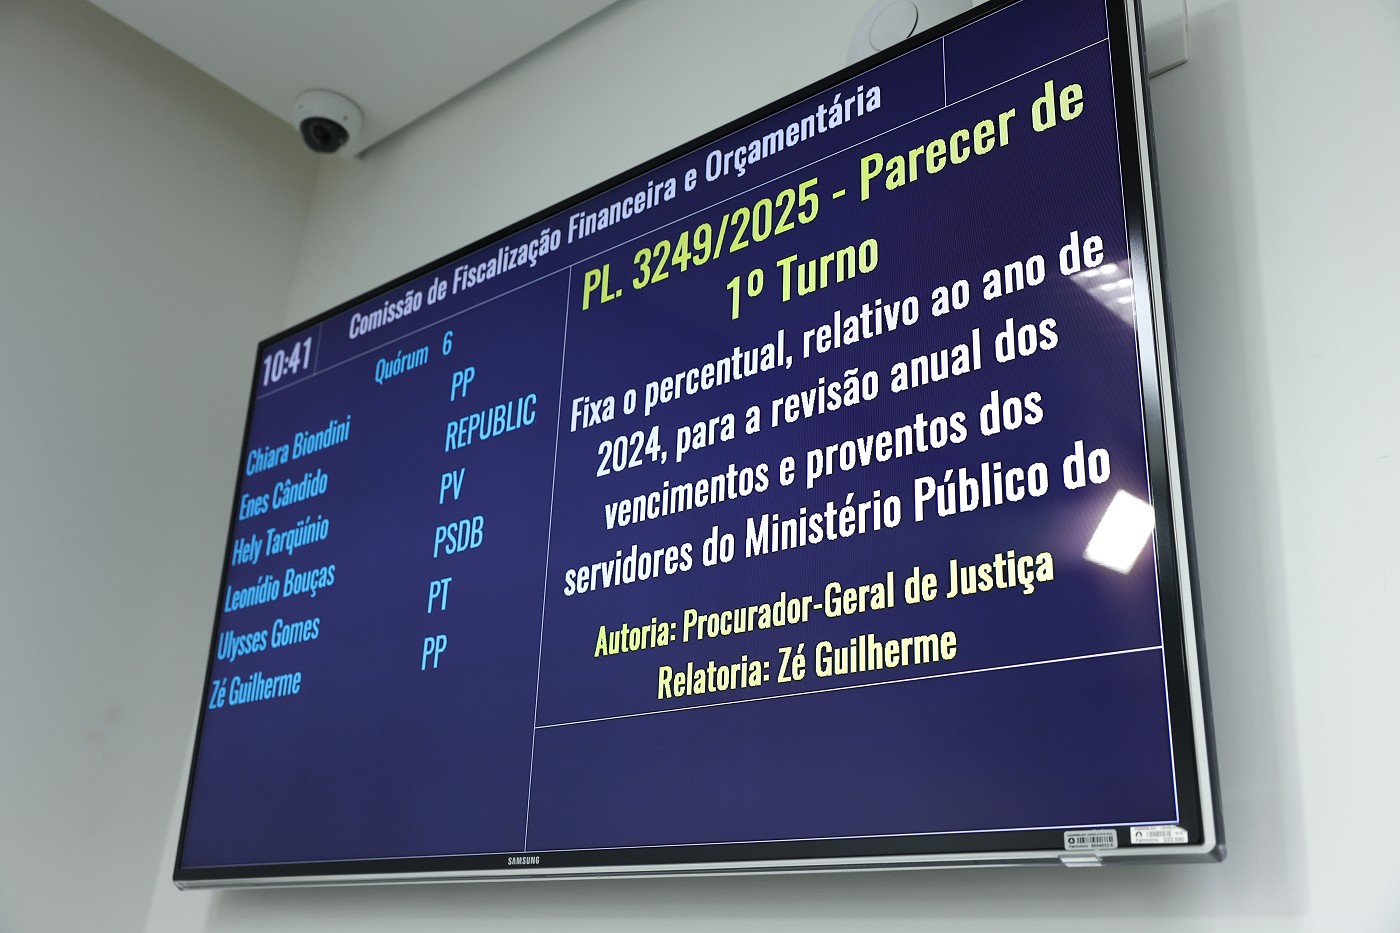 Comissão de Fiscalização Financeira e Orçamentária
10:41
Quórum 6
Chiara Biondini PP
Enes Cândido REPUBLIC
Hely Tarqüínio PV
Leonídio Bouças PSDB
Ulysses Gomes PT
Zé Guilherme PP
PL. 3249/2025 - Parecer de
1º Turno
Fixa o percentual, relativo ao ano de
2024, para a revisão anual dos
vencimentos e proventos dos
servidores do Ministério Público do
Autoria: Procurador-Geral de Justiça
Relatoria: Zé Guilherme
SAMSUNG